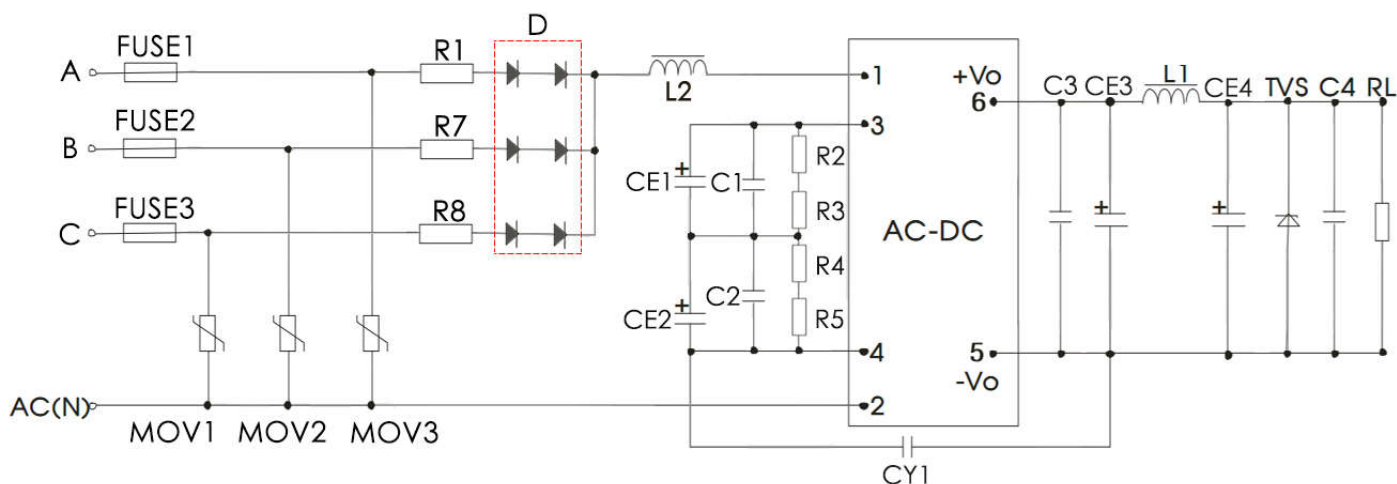 D
FUSE1
A
R1
L2
1
+Vo
6
C3
CE3
L1
CE4
TVS
C4
RL
FUSE2
B
R7
3
+
CE1
C1
R2
R3
FUSE3
C
R8
AC-DC
+
+
R4
+
CE2
C2
R5
4
5
-Vo
AC(N)
2
MOV1
MOV2
MOV3
CY1